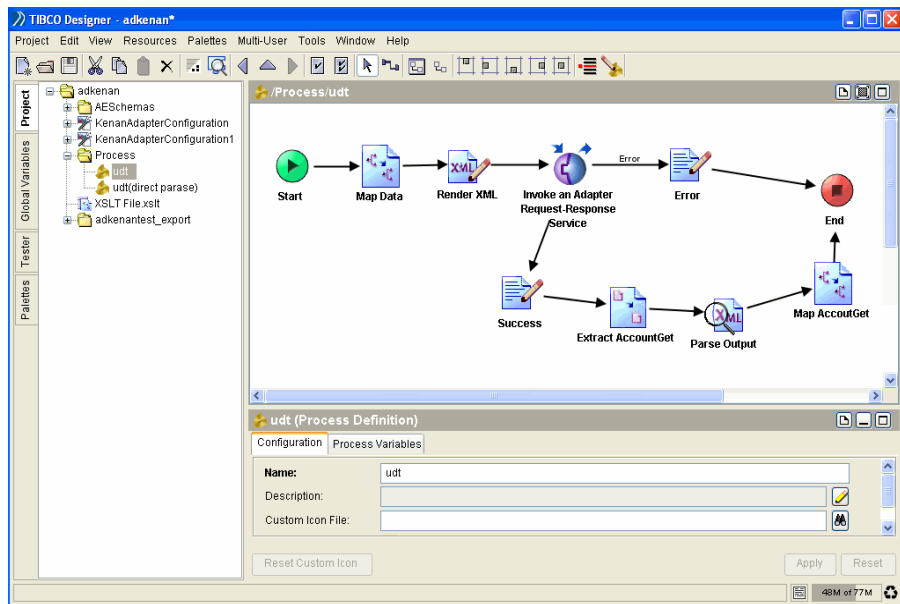 TIBCO Designer - adkenan*
Project Edit View Resources Palettes Multi-User Tools Window Help
Project
Global Variables
Tester
Palettes
adkenan
AESchemas
KenanAdapterConfiguration
KenanAdapterConfiguration1
Process
udt
udt(direct parase)
XSLT File.xslt
adkenantest_export
/Process/udt
Start
Map Data
XML
Render XML
Invoke an Adapter
Request-Response
Service
Error
Error
End
Success
Extract AccountGet
XML
Parse Output
Map AccoutGet
udt (Process Definition)
Configuration Process Variables
Name: udt
Description:
Custom Icon File:
Reset Custom Icon Apply Reset
48M of 77M